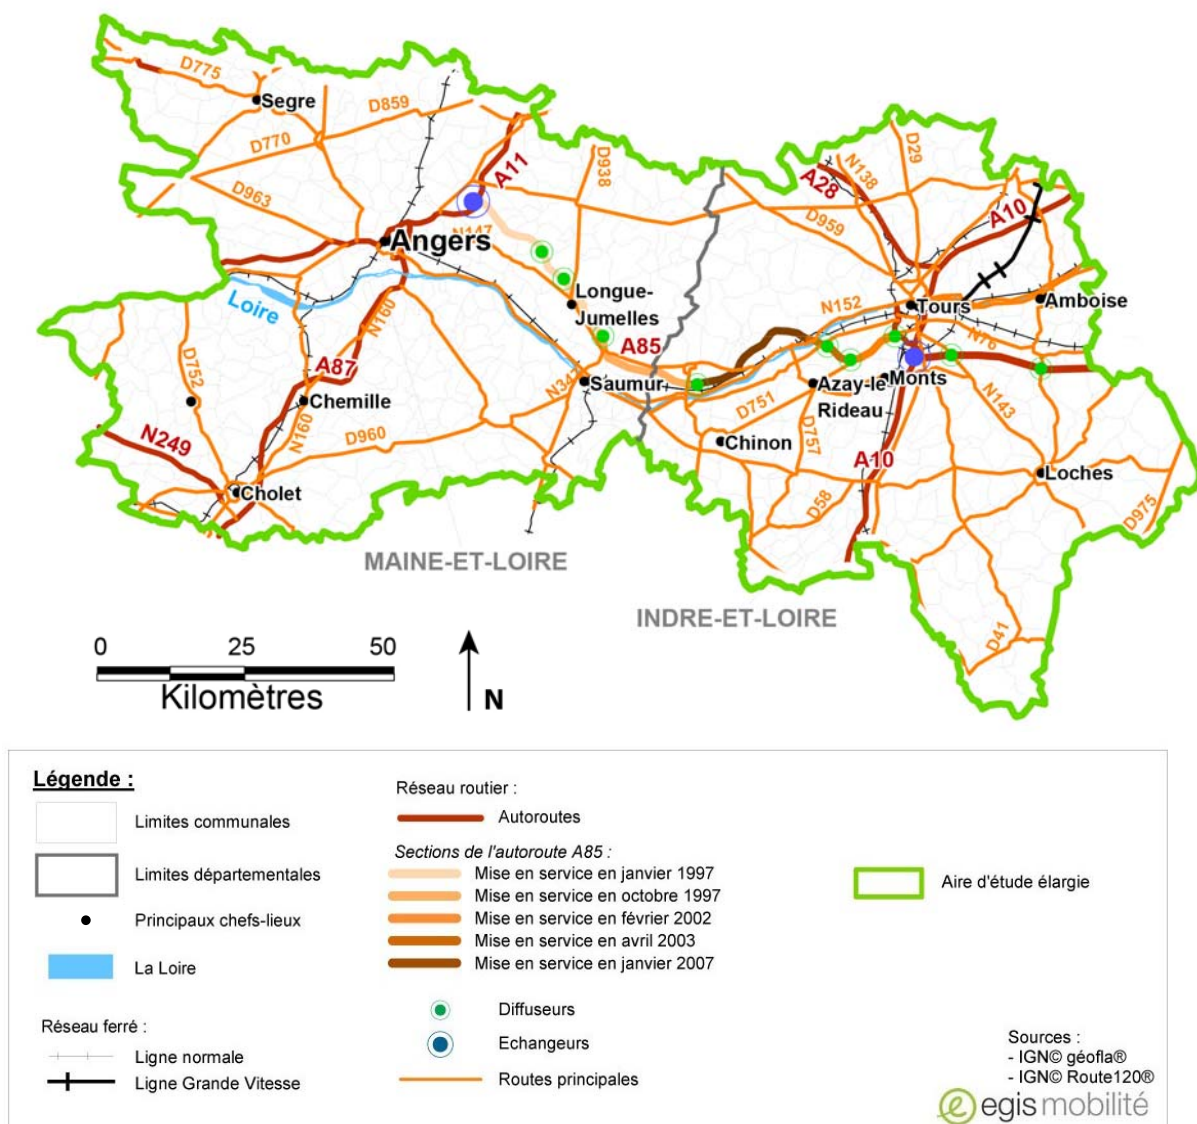 D775
Segre
D859
D770
D963
A11
D938
Angers
N147
Longue-
Jumelles
Loire
N160
A87
D752
Chemille
N160
D960
N249
Cholet
A85
Saumur
A28
N138
D29
A10
D959
N152
Tours
Amboise
N76
Azay-le
Rideau
Monts
D751
D757
N143
Chinon
A10
Loches
D58
D975
D41
MAINE-ET-LOIRE
INDRE-ET-LOIRE
0 25 50
Kilomètres
N
Légende :
Limites communales
Limites départementales
Principaux chefs-lieux
La Loire
Réseau ferré :
Ligne normale
Ligne Grande Vitesse
Réseau routier :
Autoroutes
Sections de l'autoroute A85 :
Mise en service en janvier 1997
Mise en service en octobre 1997
Mise en service en février 2002
Mise en service en avril 2003
Mise en service en janvier 2007
Diffuseurs
Echangeurs
Routes principales
Aire d'étude élargie
Sources :
- IGN© géofla®
- IGN© Route120®
egis mobilité